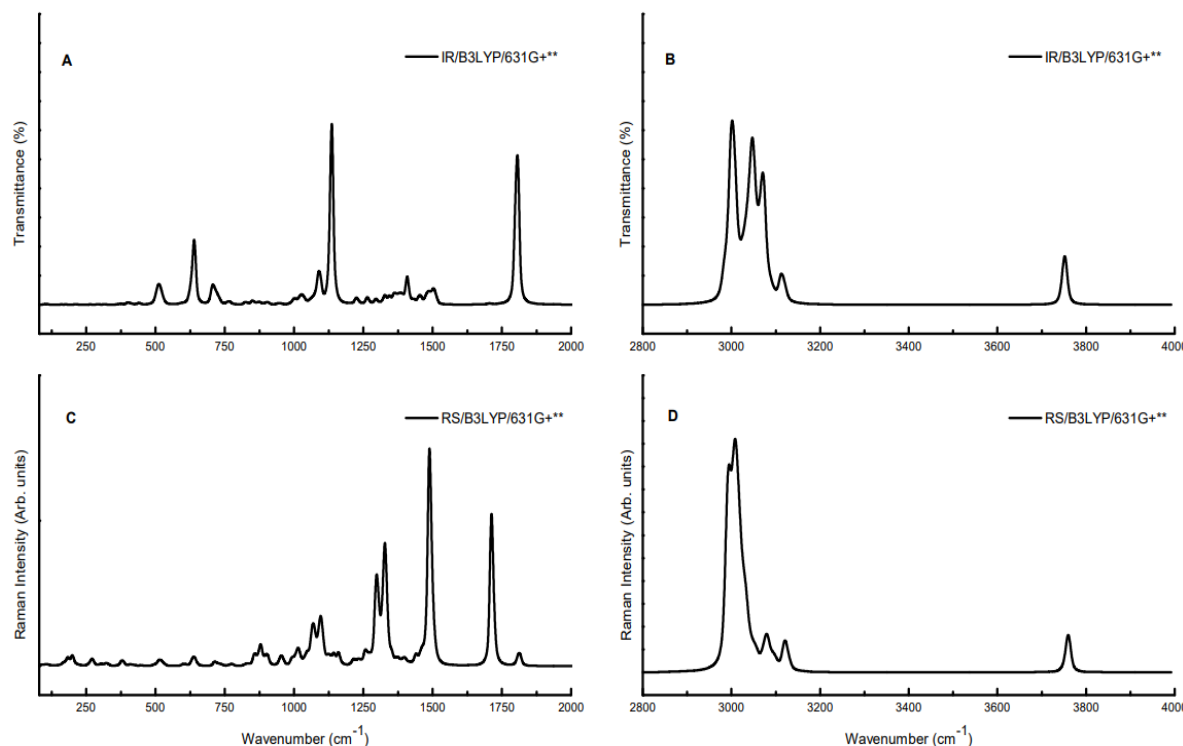 A
IR/B3LYP/631G+**
Transmittance (%)
250 500 750 1000 1250 1500 1750 2000
B
IR/B3LYP/631G+**
Transmittance (%)
2800 3000 3200 3400 3600 3800 4000
C
RS/B3LYP/631G+**
Raman Intensity (Arb. units)
250 500 750 1000 1250 1500 1750 2000
Wavenumber (cm-1)
D
RS/B3LYP/631G+**
Raman Intensity (Arb. units)
2800 3000 3200 3400 3600 3800 4000
Wavenumber (cm-1)